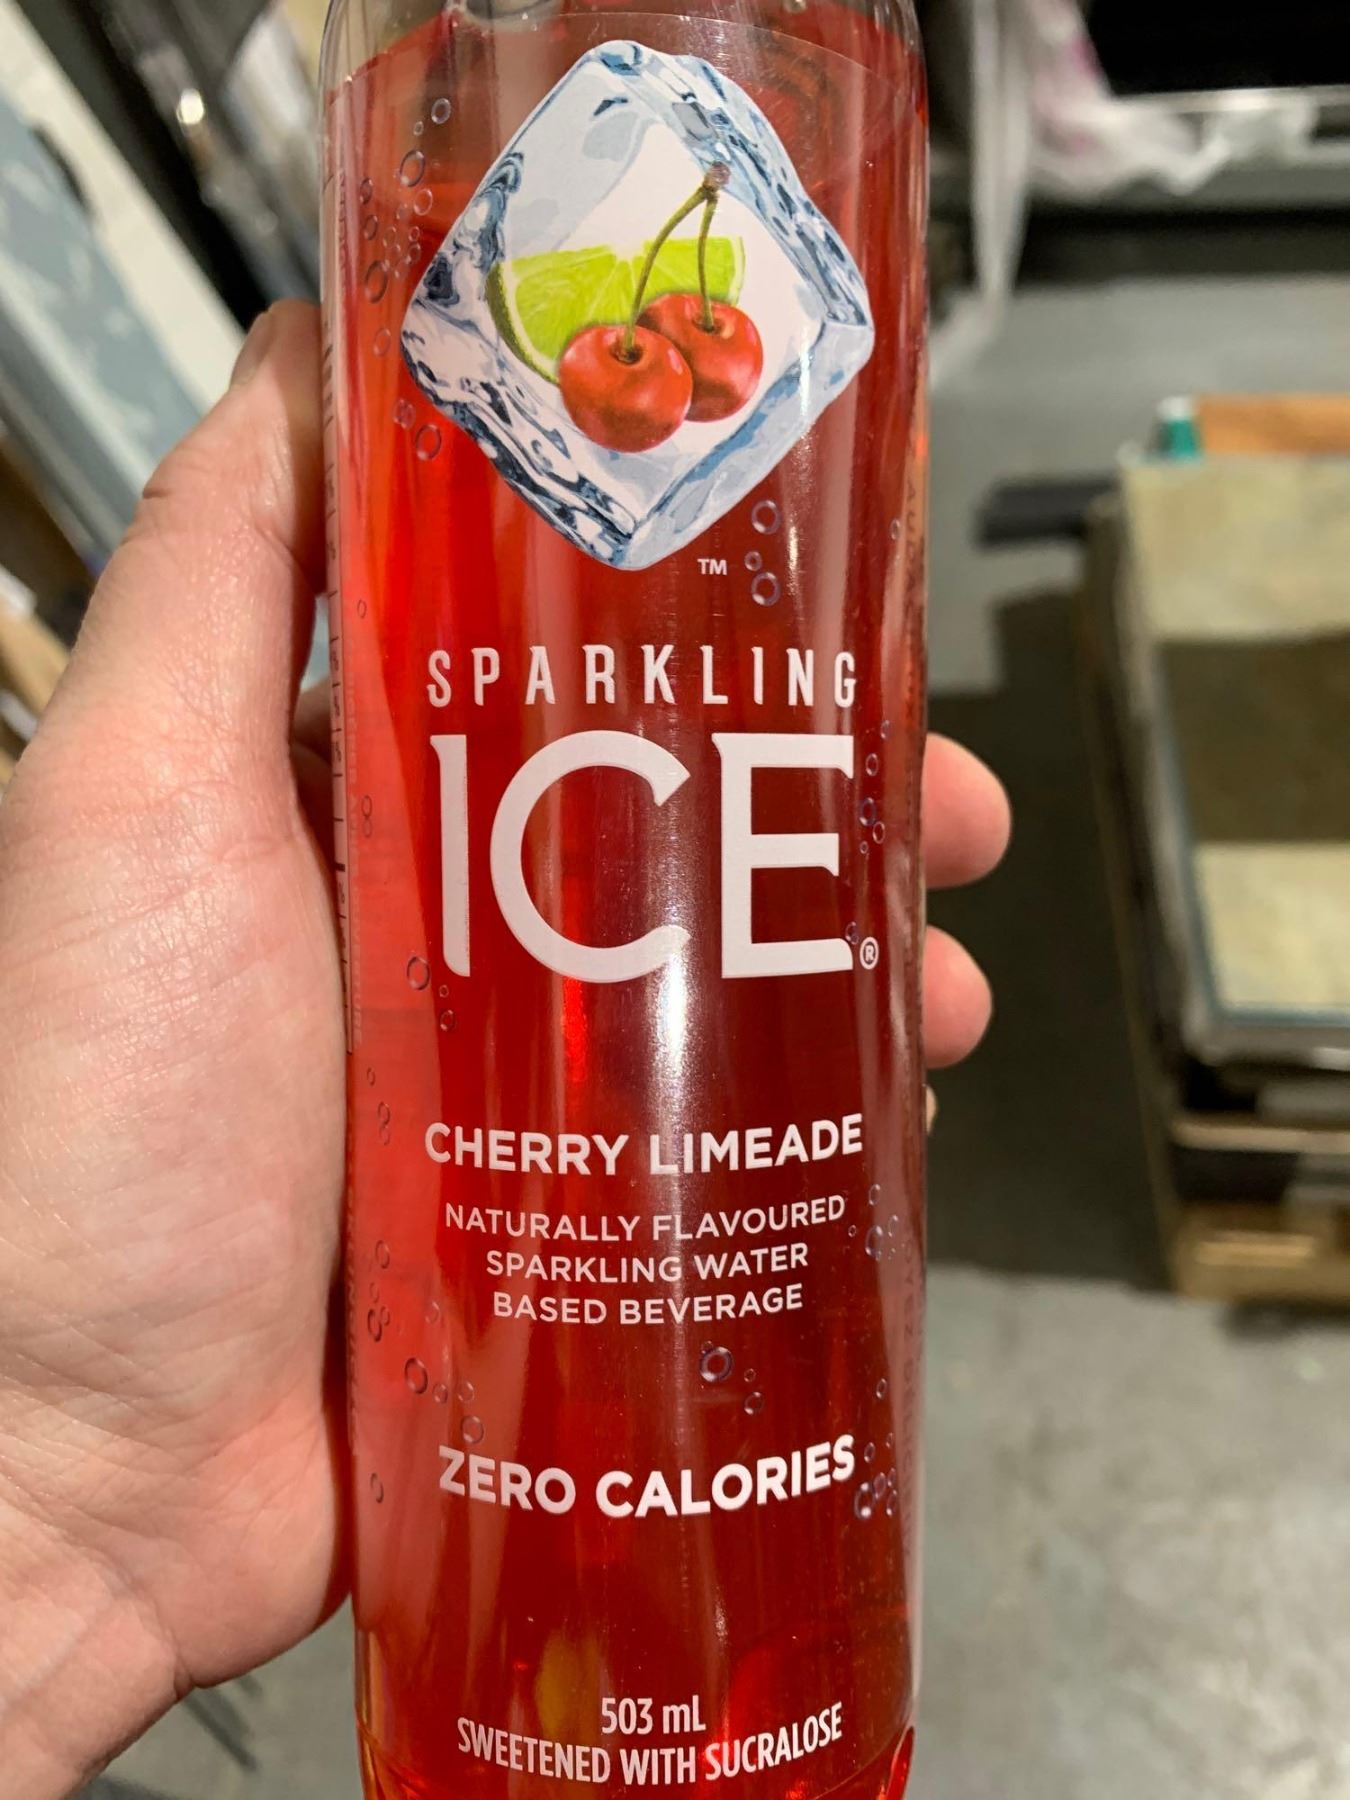 TM
SPARKLING
ICE®
CHERRY LIMEADE
NATURALLY FLAVOURED
SPARKLING WATER
BASED BEVERAGE
ZERO CALORIES
503 mL
SWEETENED WITH SUCRALOSE